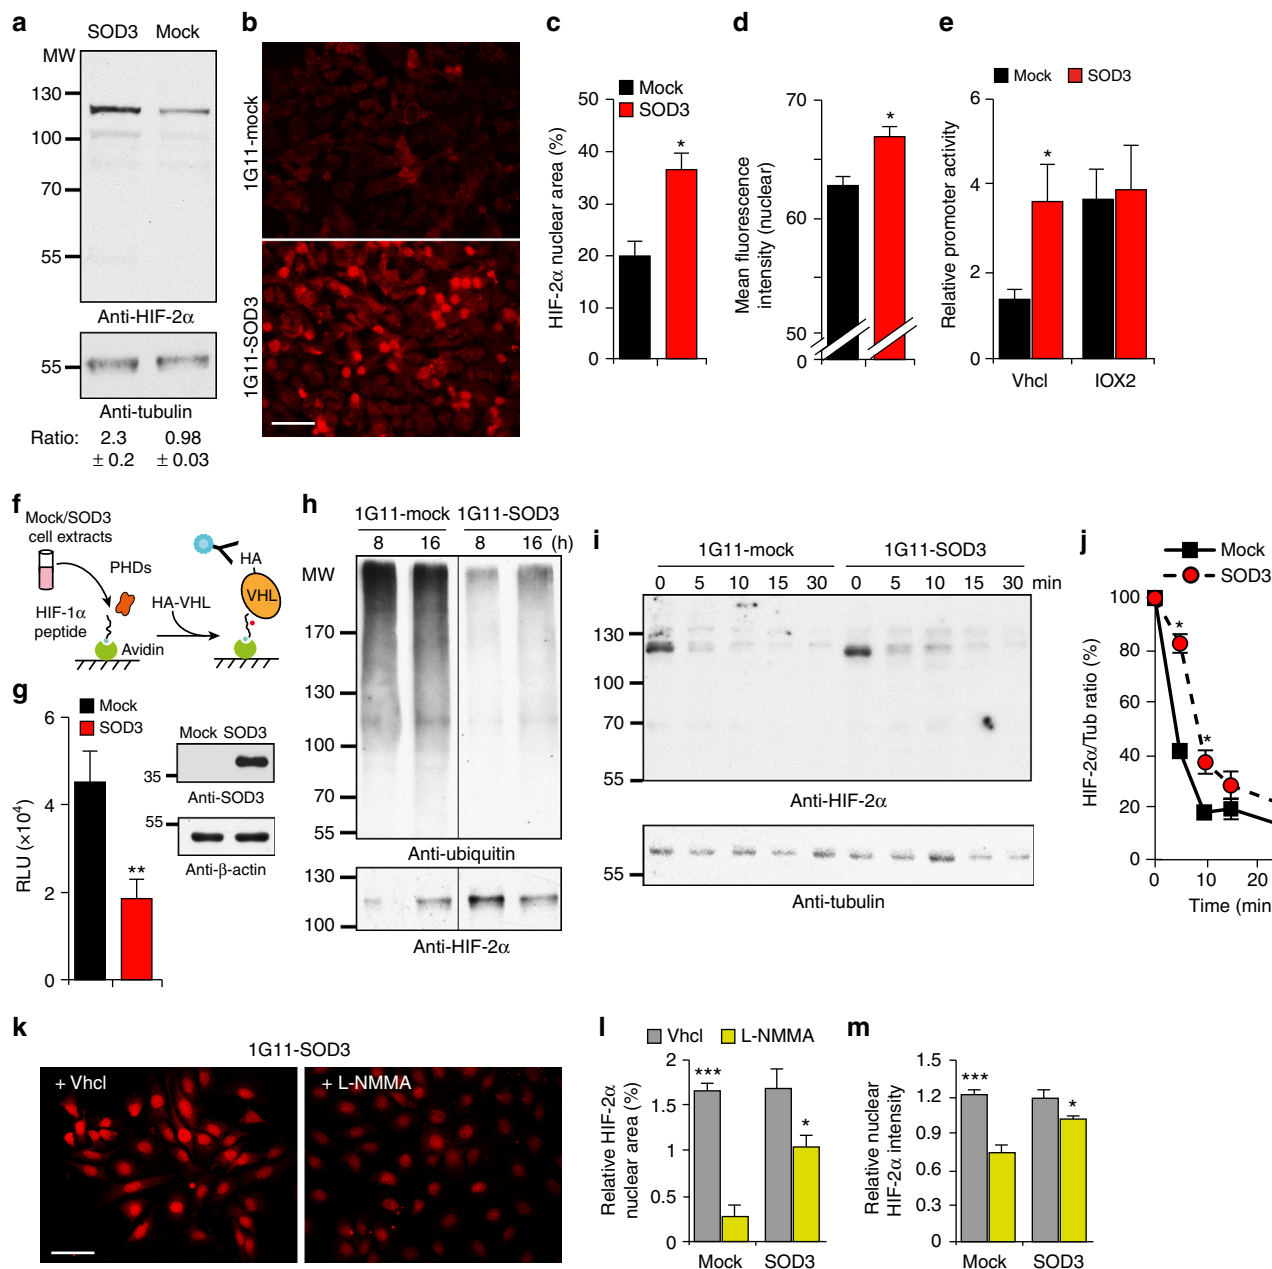 a
SOD3 Mock
MW
130
100
70
55
Anti-HIF-2α
55
Anti-tubulin
Ratio: 2.3 0.98
± 0.2 ± 0.03
b
1G11-mock
1G11-SOD3
c
Mock
SOD3
HIF-2α nuclear area (%)
50
40
30
20
10
0
*
d
Mean fluorescence
intensity (nuclear)
70
60
50
0
*
e
Mock SOD3
Relative promoter activity
6
4
2
0
*
Vhcl IOX2
f
Mock/SOD3
cell extracts
PHDs
HIF-1α
peptide
HA-VHL
Avidin
HA
VHL
g
Mock
SOD3
RLU (×10⁴)
6
4
2
0
**
Mock SOD3
35
Anti-SOD3
55
Anti-β-actin
h
1G11-mock 1G11-SOD3
8 16 8 16 (h)
MW
170
130
100
70
55
Anti-ubiquitin
130
100
Anti-HIF-2α
i
1G11-mock 1G11-SOD3
0 5 10 15 30 0 5 10 15 30 min
130
100
70
55
Anti-HIF-2α
55
Anti-tubulin
j
Mock
SOD3
HIF-2α/Tub ratio (%)
100
80
60
40
20
0
*
*
0 10 20
Time (min
k
1G11-SOD3
+ Vhcl
+ L-NMMA
l
Vhcl L-NMMA
Relative HIF-2α
nuclear area (%)
2
1.5
1
0.5
0
***
*
Mock SOD3
m
Relative nuclear
HIF-2α intensity
1.5
1.2
0.9
0.6
0.3
0
***
*
Mock SOD3